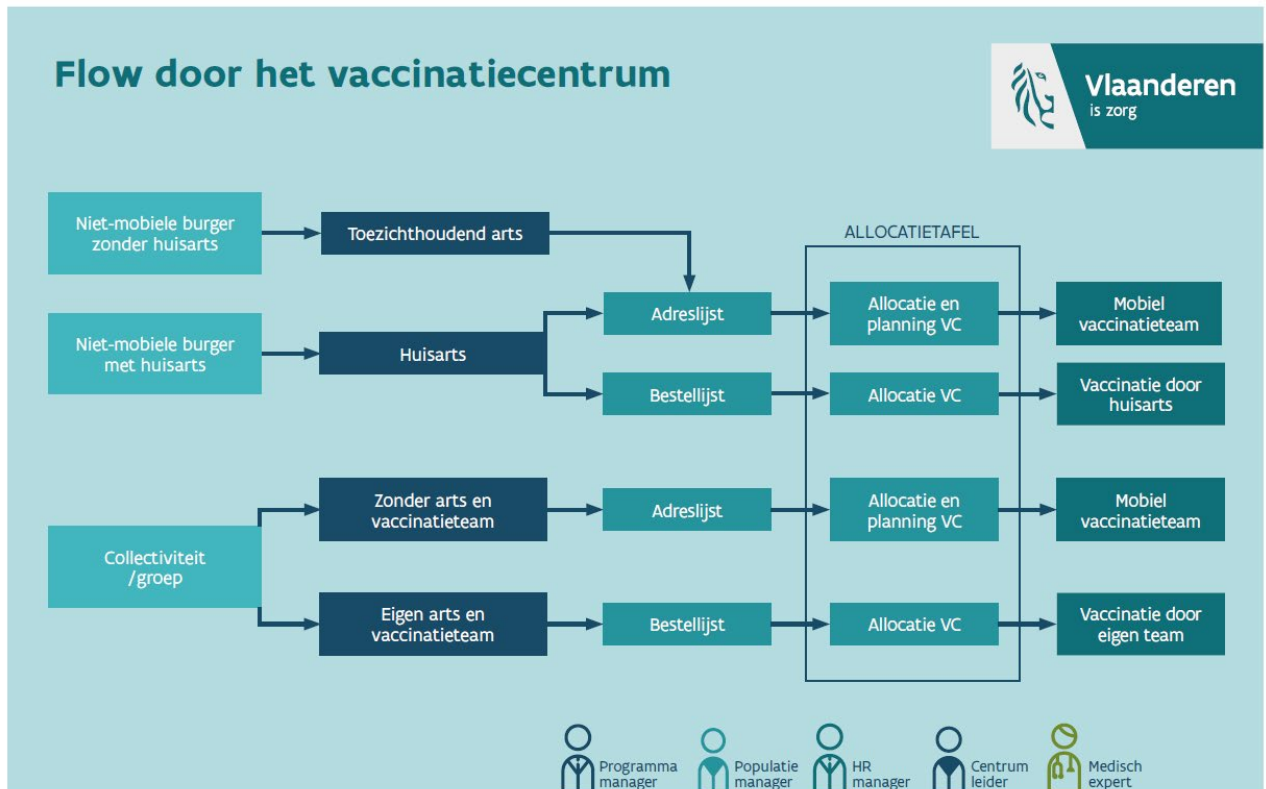 Flow door het vaccinatiecentrum
Vlaanderen
is zorg
Niet-mobiele burger
zonder huisarts
Toezichthoudend arts
ALLOCATIETAFEL
Adreslijst
Allocatie en
planning VC
Mobiel
vaccinatieteam
Niet-mobiele burger
met huisarts
Huisarts
Bestellijst
Allocatie VC
Vaccinatie door
huisarts
Collectiviteit
/groep
Zonder arts en
vaccinatieteam
Adreslijst
Allocatie en
planning VC
Mobiel
vaccinatieteam
Eigen arts en
vaccinatieteam
Bestellijst
Allocatie VC
Vaccinatie door
eigen team
Programma
manager
Populatie
manager
HR
manager
Centrum
leider
Medisch
expert